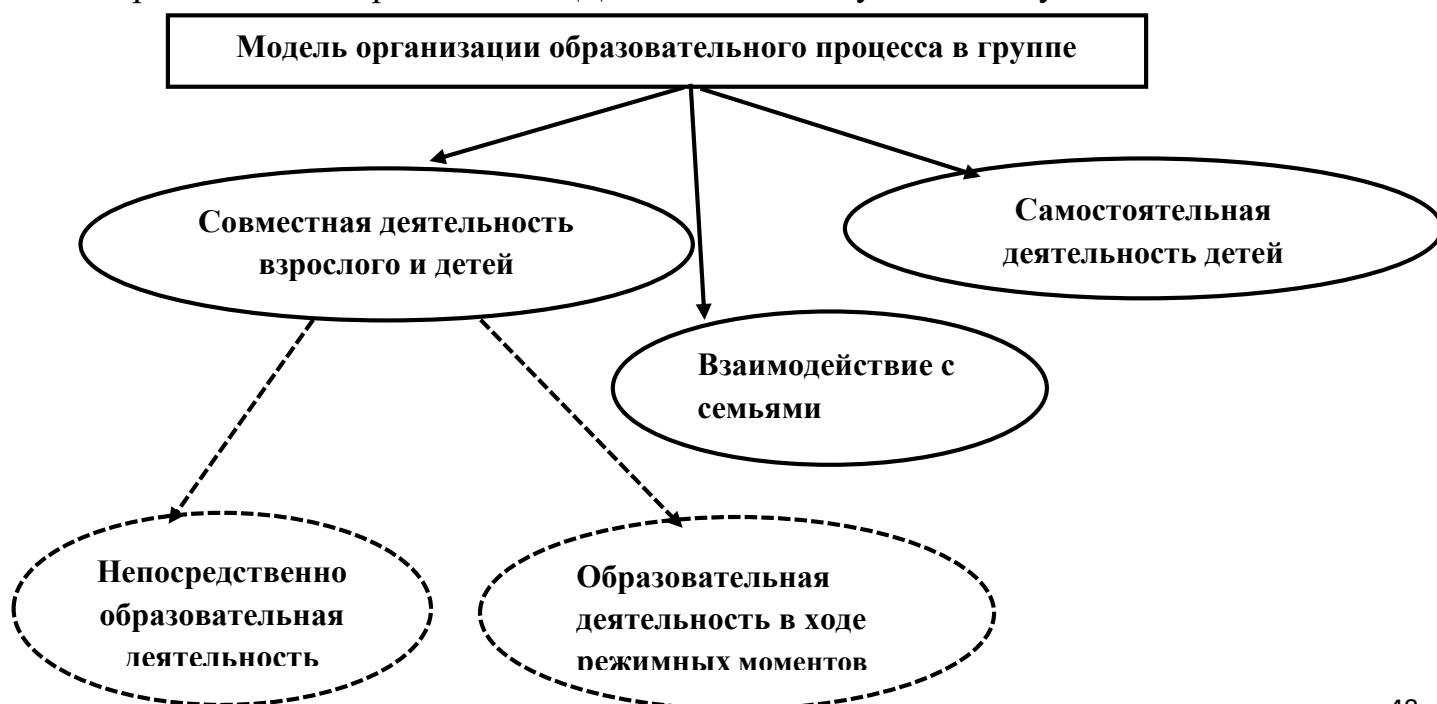 Модель организации образовательного процесса в группе
Совместная деятельность
взрослого и детей
Самостоятельная
деятельность детей
Взаимодействие с
семьями
Непосредственно
образовательная
деятельность
Образовательная
деятельность в ходе
режимных моментов